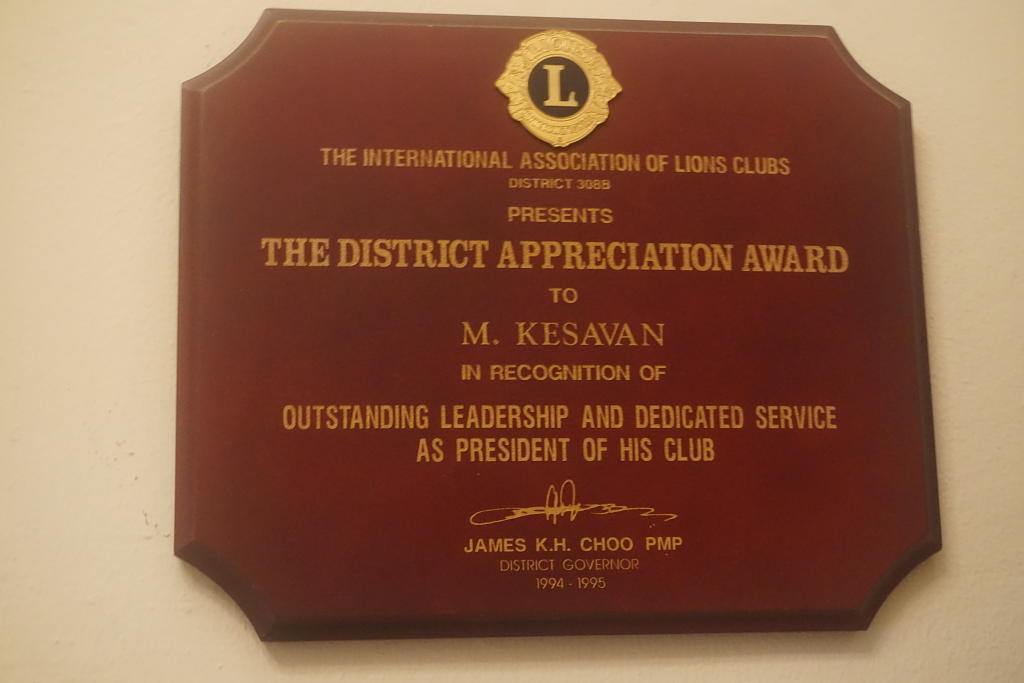 LIONS
L
THE INTERNATIONAL ASSOCIATION OF LIONS CLUBS
DISTRICT 308B
PRESENTS
THE DISTRICT APPRECIATION AWARD
TO
M. KESAVAN
IN RECOGNITION OF
OUTSTANDING LEADERSHIP AND DEDICATED SERVICE
AS PRESIDENT OF HIS CLUB
JAMES K.H. CHOO PMP
DISTRICT GOVERNOR
1994 - 1995